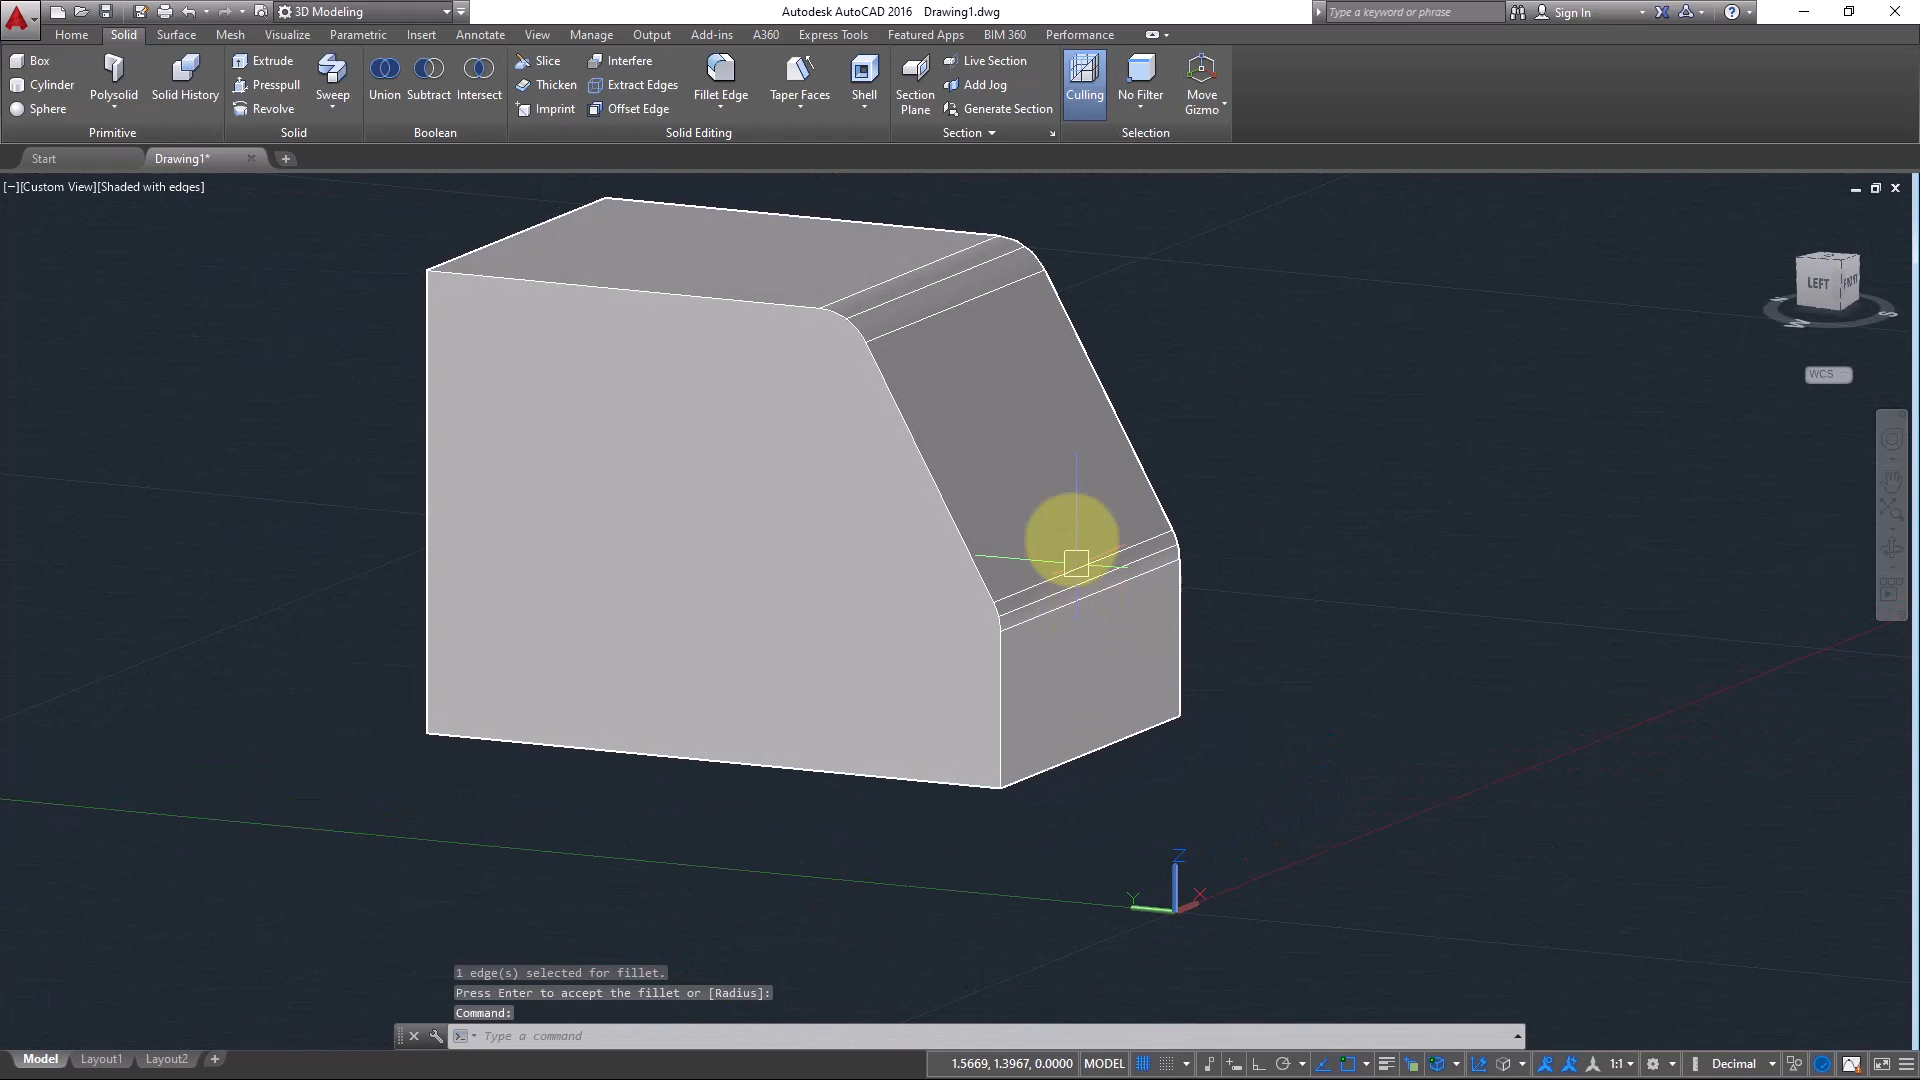 3D Modeling
Autodesk AutoCAD 2016 Drawing1.dwg
Type a keyword or phrase
Sign In
Home Solid Surface Mesh Visualize Parametric Insert Annotate View Manage Output Add-ins A360 Express Tools Featured Apps BIM 360 Performance
Box
Cylinder
Sphere
Polysolid
Solid History
Primitive
Extrude
Presspull
Revolve
Sweep
Solid
Union
Subtract
Intersect
Boolean
Slice
Thicken
Imprint
Interfere
Extract Edges
Offset Edge
Fillet Edge
Taper Faces
Shell
Solid Editing
Section
Plane
Live Section
Add Jog
Generate Section
Section
Culling
No Filter
Move
Gizmo
Selection
Start
Drawing1*
[−][Custom View][Shaded with edges]
LEFT
FRONT
W
S
WCS
Z
Y
X
1 edge(s) selected for fillet.
Press Enter to accept the fillet or [Radius]:
Command:
Type a command
Model Layout1 Layout2
1.5669, 1.3967, 0.0000 MODEL
1:1
Decimal